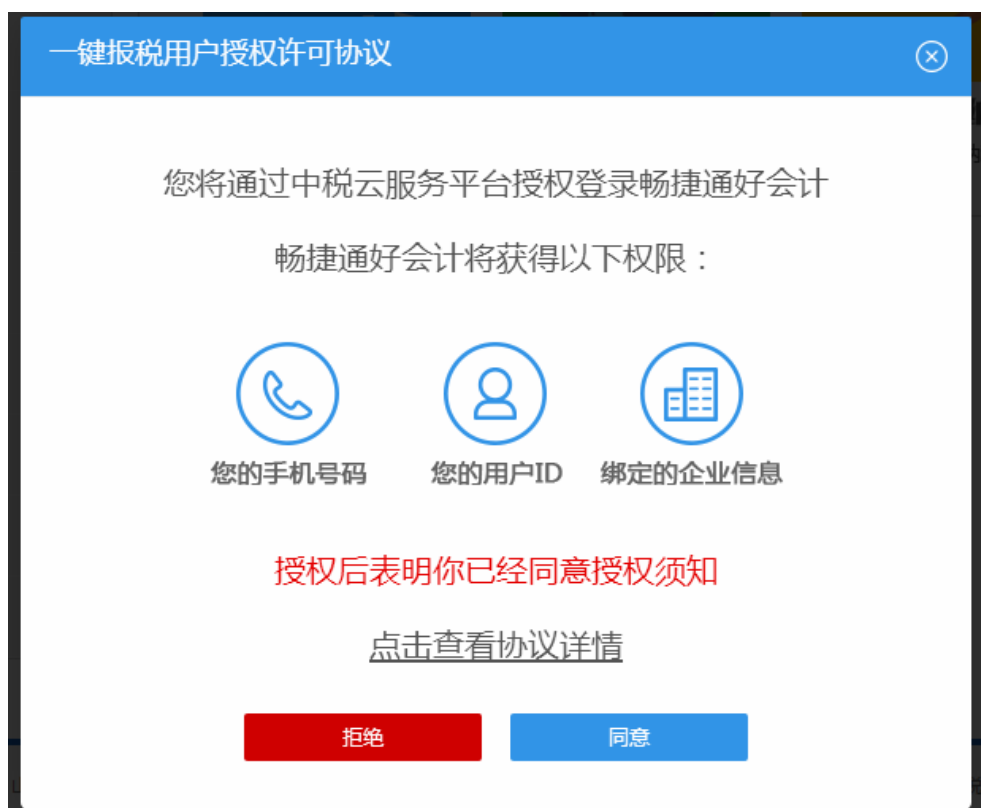 一键报税用户授权许可协议
您将通过中税云服务平台授权登录畅捷通好会计
畅捷通好会计将获得以下权限：
您的手机号码 您的用户ID 绑定的企业信息
授权后表明你已经同意授权须知
点击查看协议详情
拒绝 同意